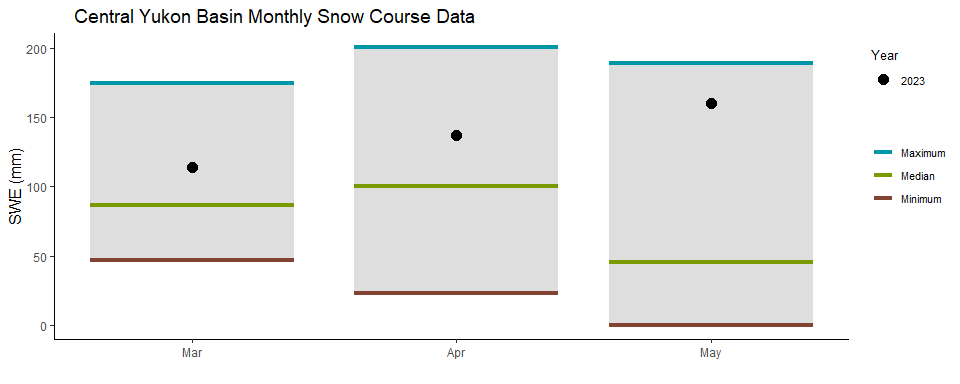 Central Yukon Basin Monthly Snow Course Data
SWE (mm)
200
150
100
50
0
Mar
Apr
May
Year
2023
Maximum
Median
Minimum